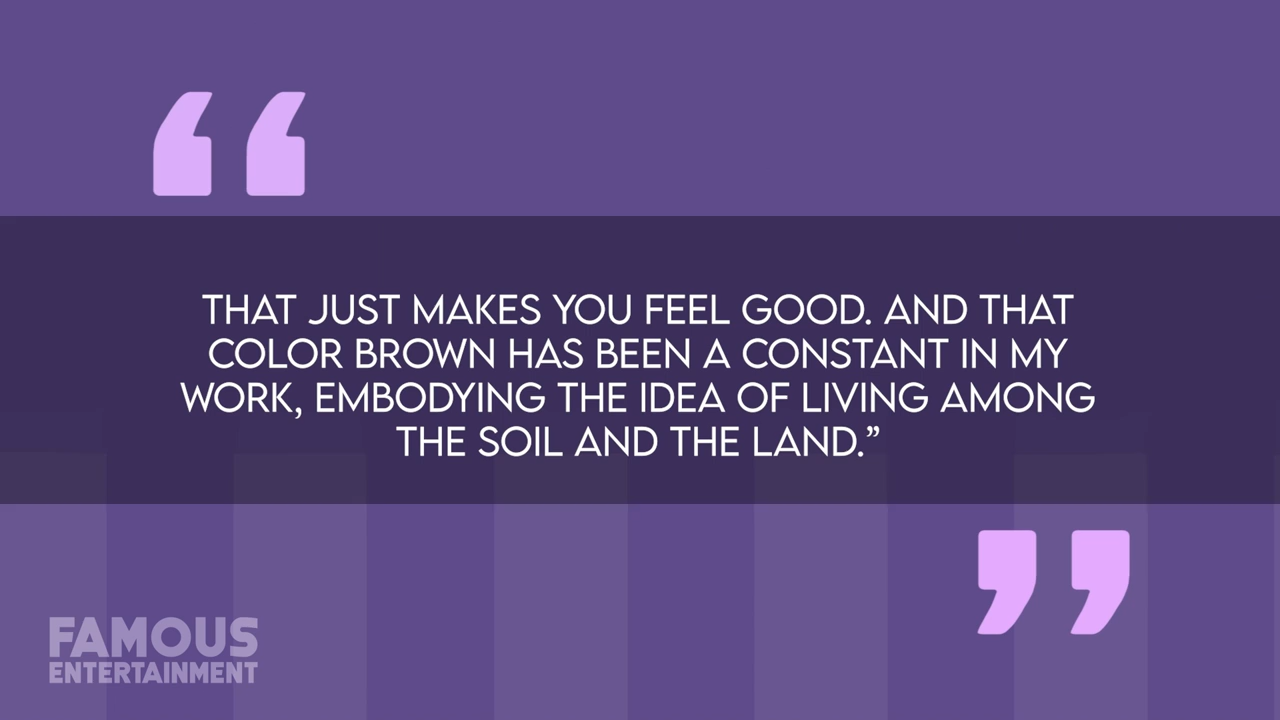 THAT JUST MAKES YOU FEEL GOOD. AND THAT
COLOR BROWN HAS BEEN A CONSTANT IN MY
WORK, EMBODYING THE IDEA OF LIVING AMONG
THE SOIL AND THE LAND.”
FAMOUS
ENTERTAINMENT